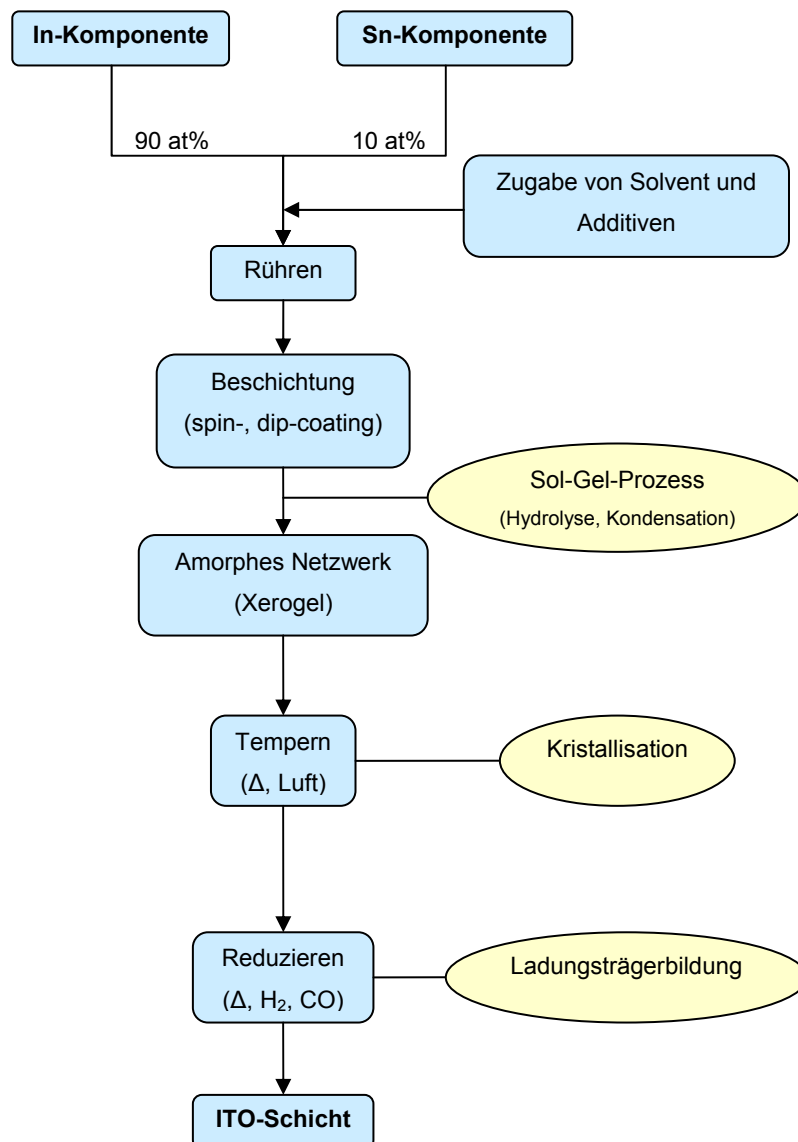 In-Komponente
Sn-Komponente
90 at%
10 at%
Zugabe von Solvent und
Additiven
Rühren
Beschichtung
(spin-, dip-coating)
Sol-Gel-Prozess
(Hydrolyse, Kondensation)
Amorphes Netzwerk
(Xerogel)
Tempern
(Δ, Luft)
Kristallisation
Reduzieren
(Δ, H₂, CO)
Ladungsträgerbildung
ITO-Schicht